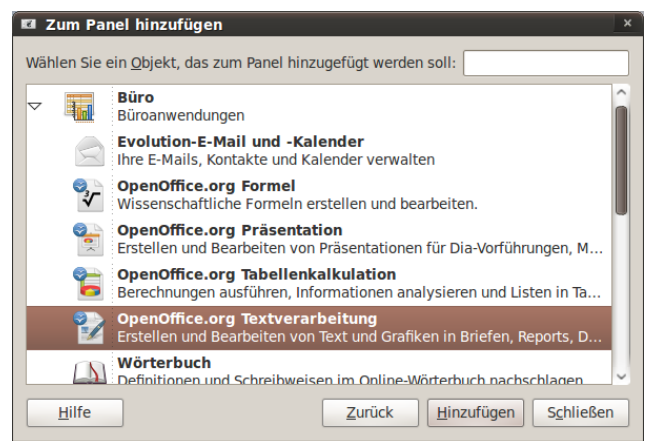 Zum Panel hinzufügen
Wählen Sie ein Objekt, das zum Panel hinzugefügt werden soll:
Büro
Büroanwendungen
Evolution-E-Mail und -Kalender
Ihre E-Mails, Kontakte und Kalender verwalten
OpenOffice.org Formel
Wissenschaftliche Formeln erstellen und bearbeiten.
OpenOffice.org Präsentation
Erstellen und Bearbeiten von Präsentationen für Dia-Vorführungen, M...
OpenOffice.org Tabellenkalkulation
Berechnungen ausführen, Informationen analysieren und Listen in Ta...
OpenOffice.org Textverarbeitung
Erstellen und Bearbeiten von Text und Grafiken in Briefen, Reports, D...
Wörterbuch
Definitionen und Schreibweisen im Online-Wörterbuch nachschlagen
Hilfe Zurück Hinzufügen Schließen